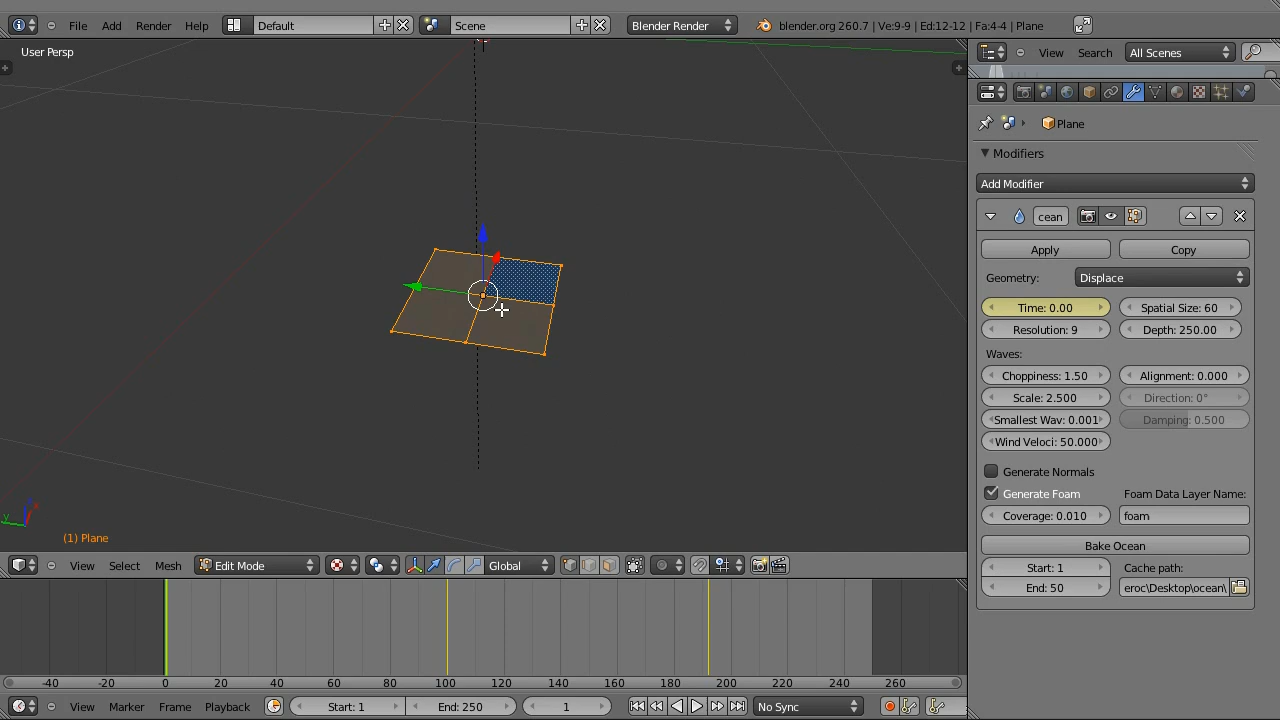 File Add Render Help Default Scene Blender Render blender.org 260.7 | Ve:9-9 | Ed:12-12 | Fa:4-4 | Plane
User Persp
View Search All Scenes
Plane
Modifiers
Add Modifier
cean
Apply Copy
Geometry: Displace
Time: 0.00 Spatial Size: 60
Resolution: 9 Depth: 250.00
Waves:
Choppiness: 1.50 Alignment: 0.000
Scale: 2.500 Direction: 0°
Smallest Wav: 0.001 Damping: 0.500
Wind Veloci: 50.000
Generate Normals
Generate Foam Foam Data Layer Name:
Coverage: 0.010 foam
Bake Ocean
Start: 1 Cache path:
End: 50 eroc\Desktop\ocean\
y x
(1) Plane
View Select Mesh Edit Mode Global
-40 -20 0 20 40 60 80 100 120 140 160 180 200 220 240 260
View Marker Frame Playback Start: 1 End: 250 1 No Sync